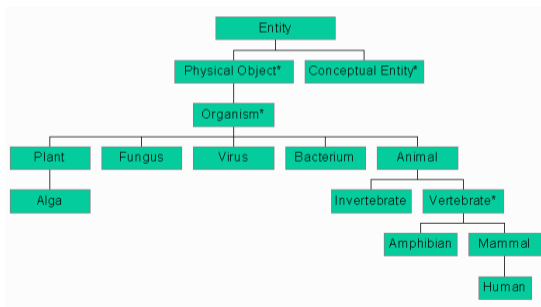 Entity
Physical Object*
Conceptual Entity*
Organism*
Plant
Fungus
Virus
Bacterium
Animal
Alga
Invertebrate
Vertebrate*
Amphibian
Mammal
Human